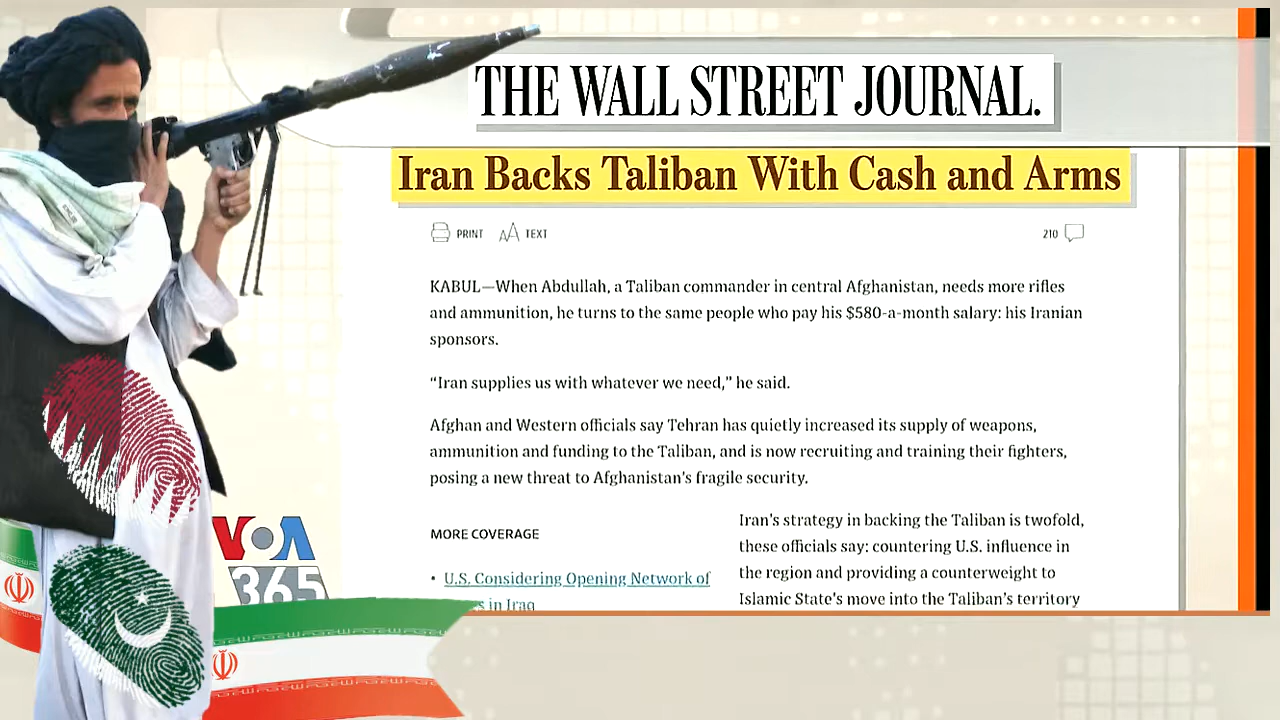 THE WALL STREET JOURNAL.
Iran Backs Taliban With Cash and Arms
PRINT AA TEXT 210
KABUL—When Abdullah, a Taliban commander in central Afghanistan, needs more rifles
and ammunition, he turns to the same people who pay his $580-a-month salary: his Iranian
sponsors.
“Iran supplies us with whatever we need,” he said.
Afghan and Western officials say Tehran has quietly increased its supply of weapons,
ammunition and funding to the Taliban, and is now recruiting and training their fighters,
posing a new threat to Afghanistan’s fragile security.
MORE COVERAGE
• U.S. Considering Opening Network of
in Iraq
Iran’s strategy in backing the Taliban is twofold,
these officials say: countering U.S. influence in
the region and providing a counterweight to
Islamic State’s move into the Taliban’s territory
VOA
365